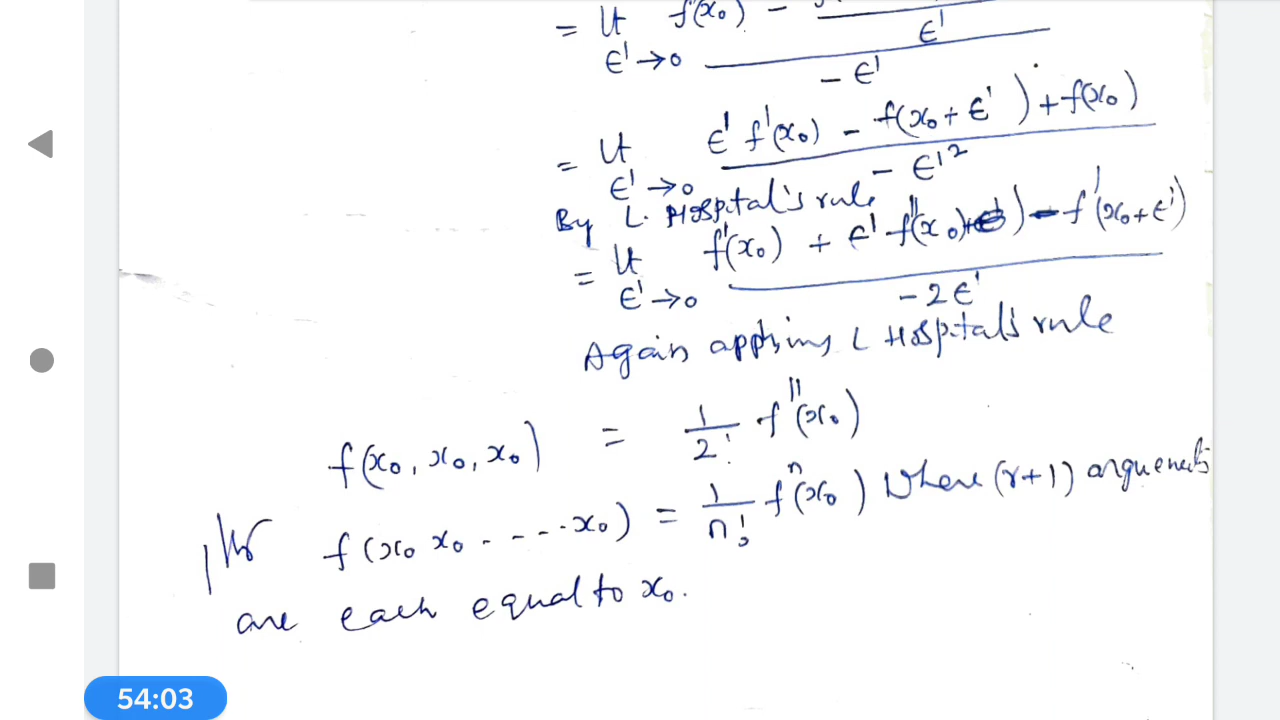 = lt f(x₀) − ──── / ϵ'
ϵ'→0 − ϵ'
= lt ϵ' f'(x₀) − f(x₀ + ϵ') + f(x₀)
ϵ'→0 − ϵ'²
By L. Hospital's rule
= lt f'(x₀) + ϵ' f''(x₀) − f'(x₀+ϵ')
ϵ'→0 −2ϵ'
Again applying L Hospital's rule
f(x₀, x₀, x₀) = 1/2! f''(x₀)
|||ly f(x₀ x₀ - - - - · x₀) = 1/n! fⁿ(x₀) where (r+1) arguements
are each equal to x₀.
54:03